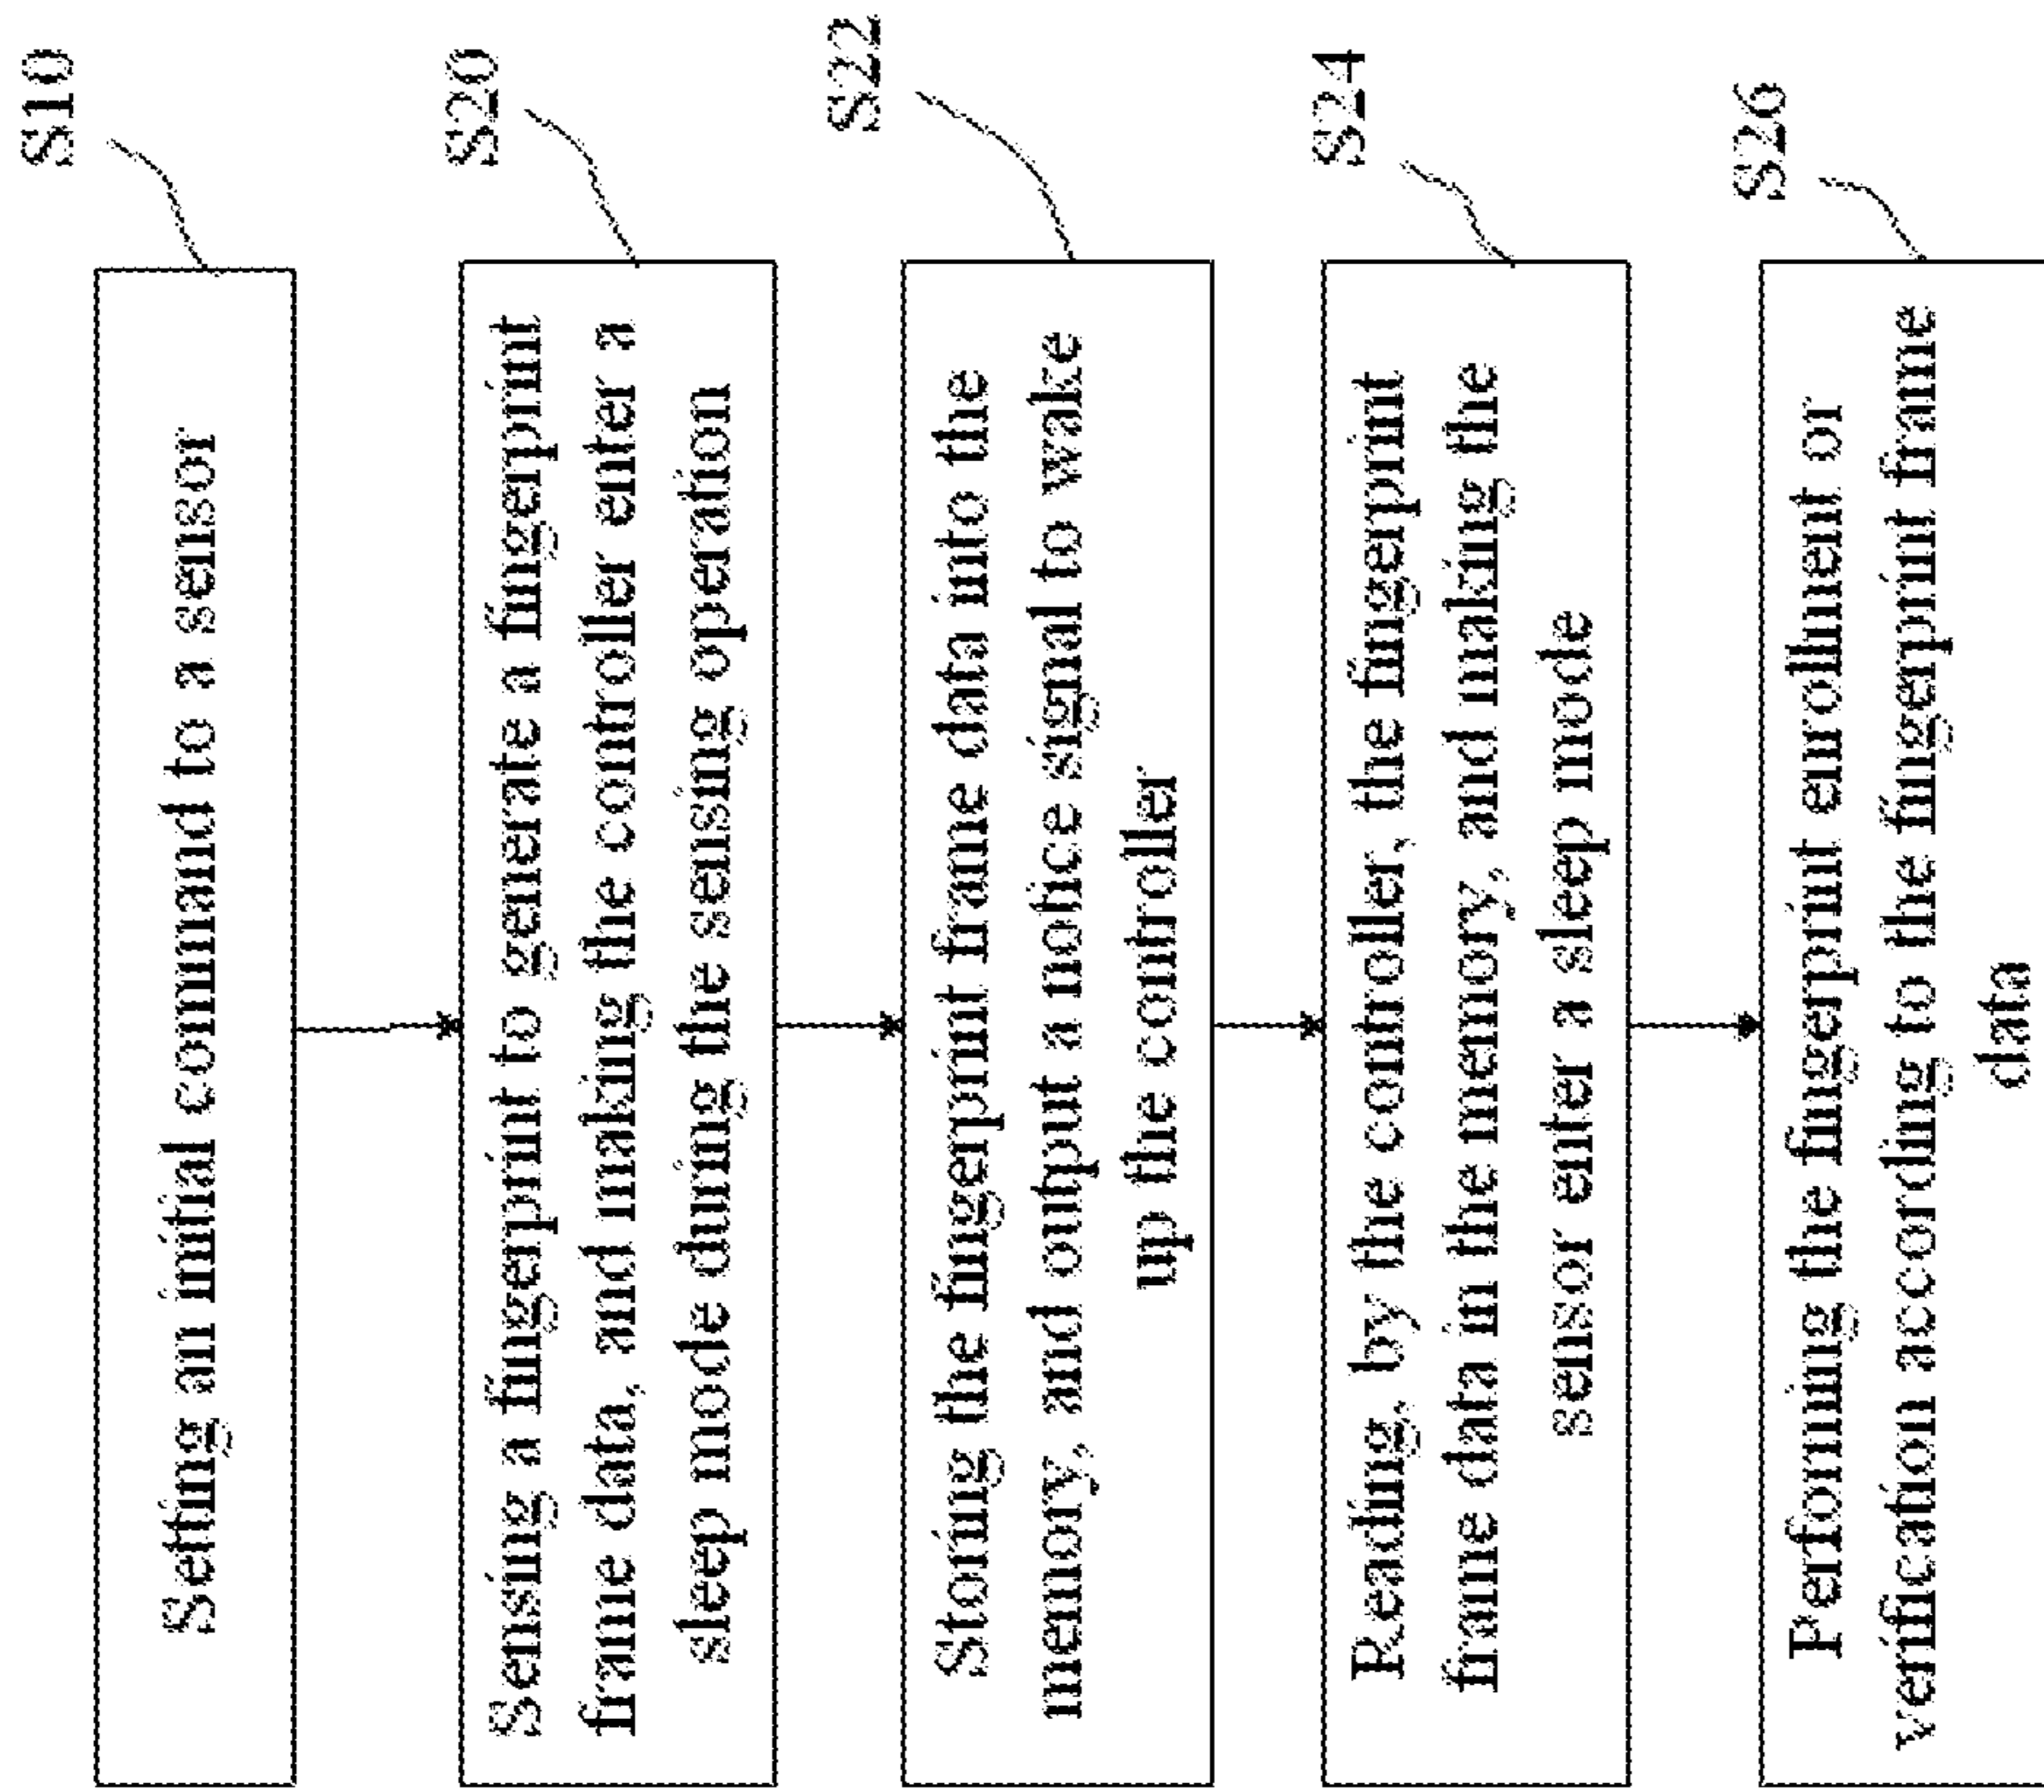 S10
Setting an initial command to a sensor
S20
Sensing a fingerprint to generate a fingerprint
frame data, and making the controller enter a
sleep mode during the sensing operation
S22
Storing the fingerprint frame data into the
memory, and output a notice signal to wake
up the controller
S24
Reading, by the controller, the fingerprint
frame data in the memory, and making the
sensor enter a sleep mode
S26
Performing the fingerprint enrollment or
verification according to the fingerprint frame
data